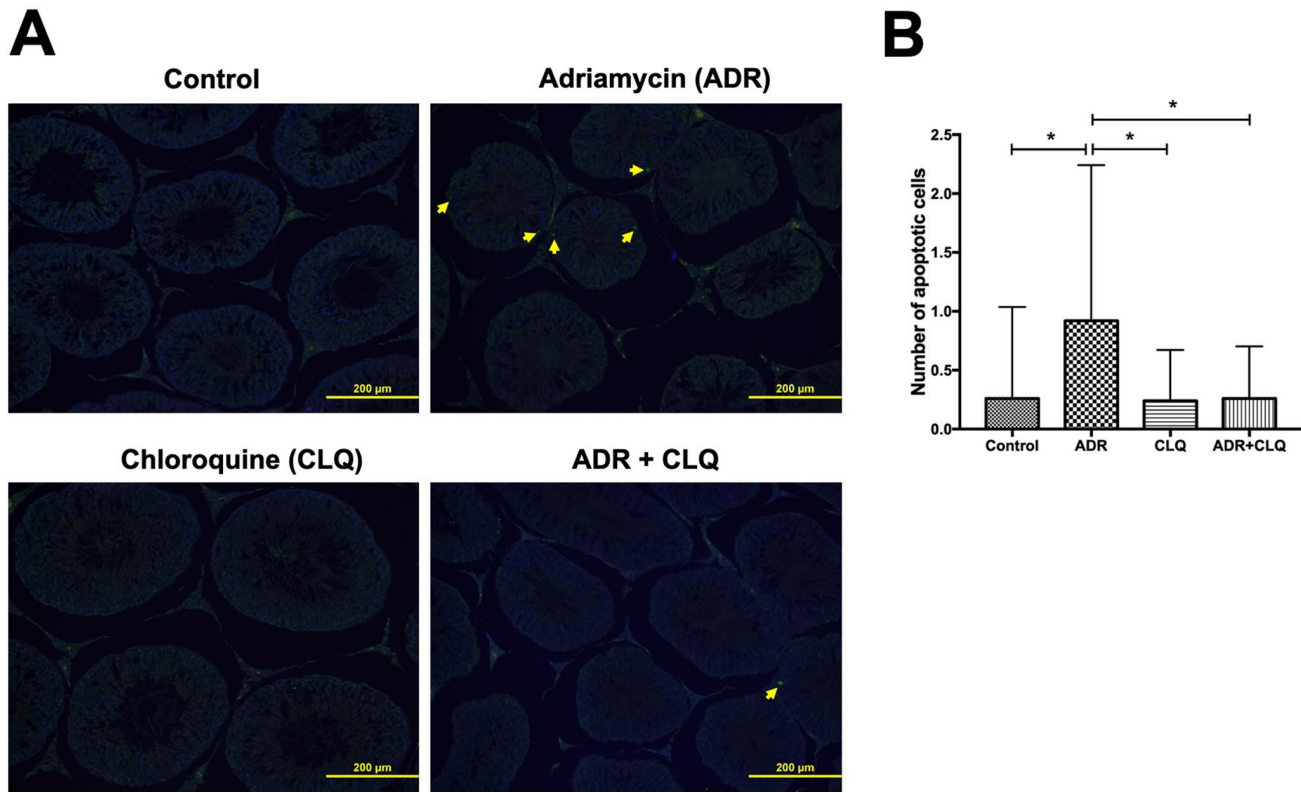 A
Control
Adriamycin (ADR)
200 µm
200 µm
Chloroquine (CLQ)
ADR + CLQ
200 µm
200 µm
B
Number of apoptotic cells
2.5
2.0
1.5
1.0
0.5
0.0
*
*
*
Control
ADR
CLQ
ADR+CLQ